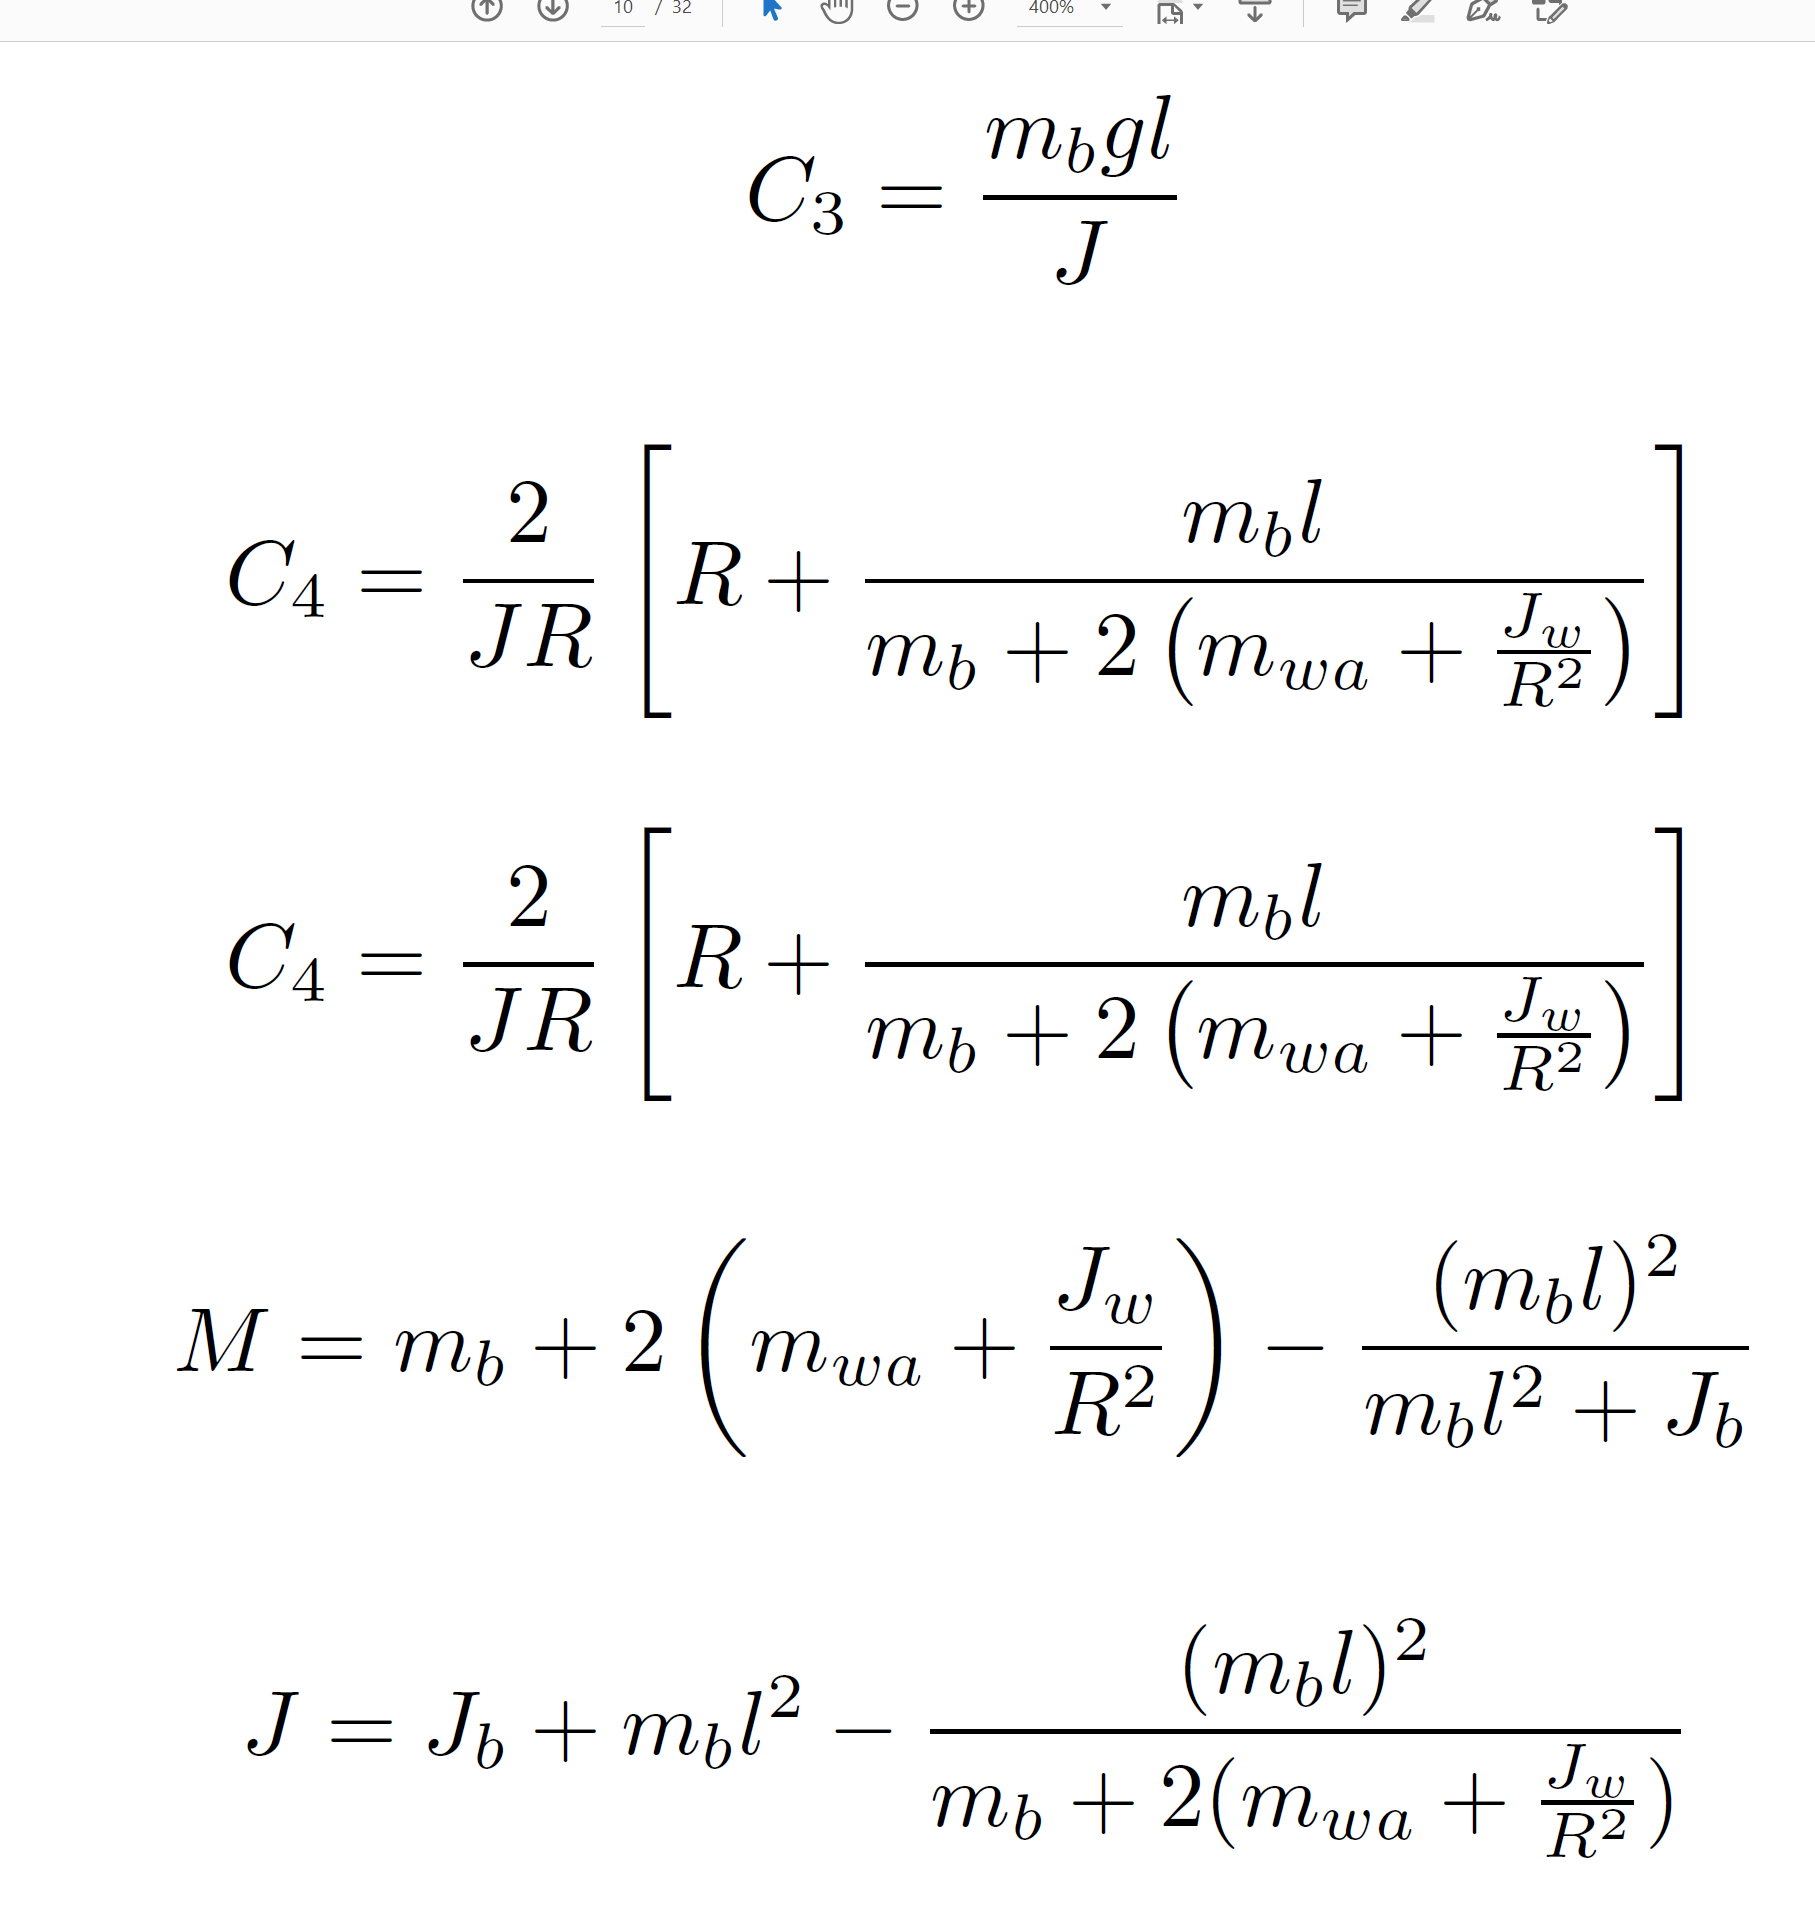 10 / 32 400%
C_3 = \frac{m_b g l}{J}
C_4 = \frac{2}{JR} \left[ R + \frac{m_b l}{m_b + 2 \left( m_{wa} + \frac{J_w}{R^2} \right)} \right]
C_4 = \frac{2}{JR} \left[ R + \frac{m_b l}{m_b + 2 \left( m_{wa} + \frac{J_w}{R^2} \right)} \right]
M = m_b + 2 \left( m_{wa} + \frac{J_w}{R^2} \right) - \frac{(m_b l)^2}{m_b l^2 + J_b}
J = J_b + m_b l^2 - \frac{(m_b l)^2}{m_b + 2(m_{wa} + \frac{J_w}{R^2})}